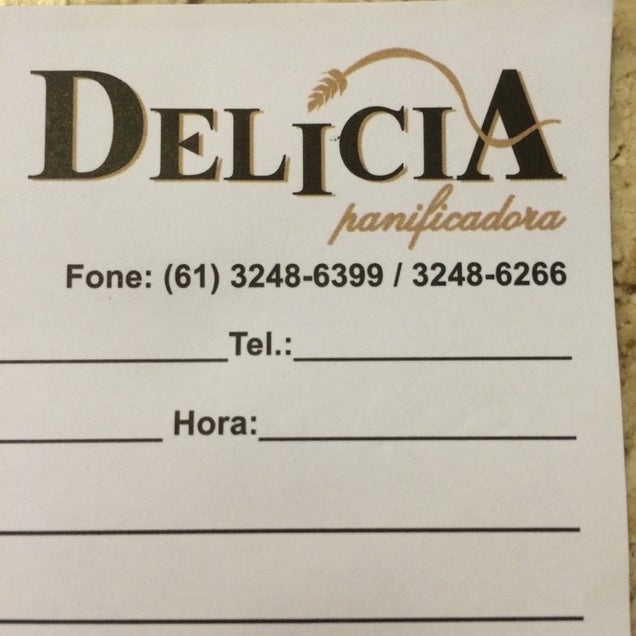 DELICIA
panificadora
Fone: (61) 3248-6399 / 3248-6266
Tel.:
Hora: